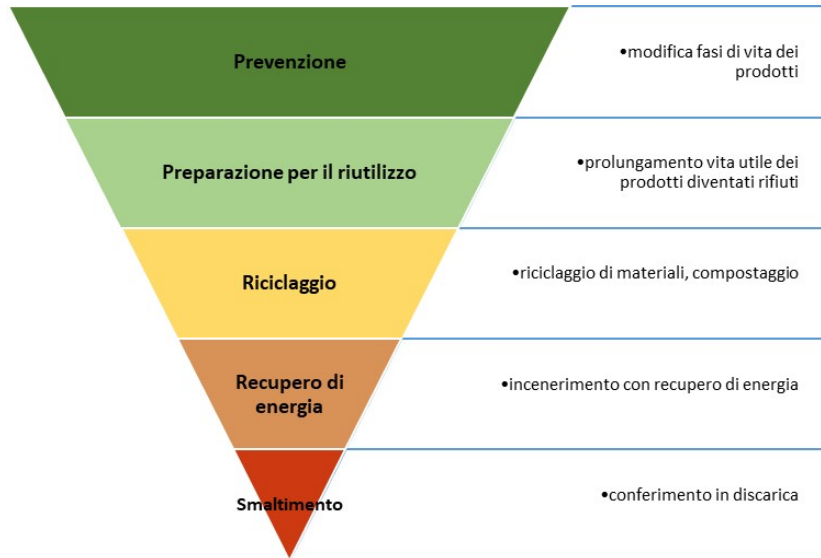 Prevenzione
•modifica fasi di vita dei
prodotti
Preparazione per il riutilizzo
•prolungamento vita utile dei
prodotti diventati rifiuti
Riciclaggio
•riciclaggio di materiali, compostaggio
Recupero di
energia
•incenerimento con recupero di energia
Smaltimento
•conferimento in discarica